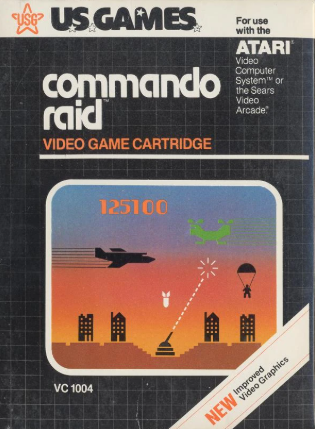 USG
US GAMES
For use
with the
ATARI®
Video
Computer
System™ or
the Sears
Video
Arcade.®
commando
raid™
VIDEO GAME CARTRIDGE
125100
VC 1004
NEW Improved
Video Graphics